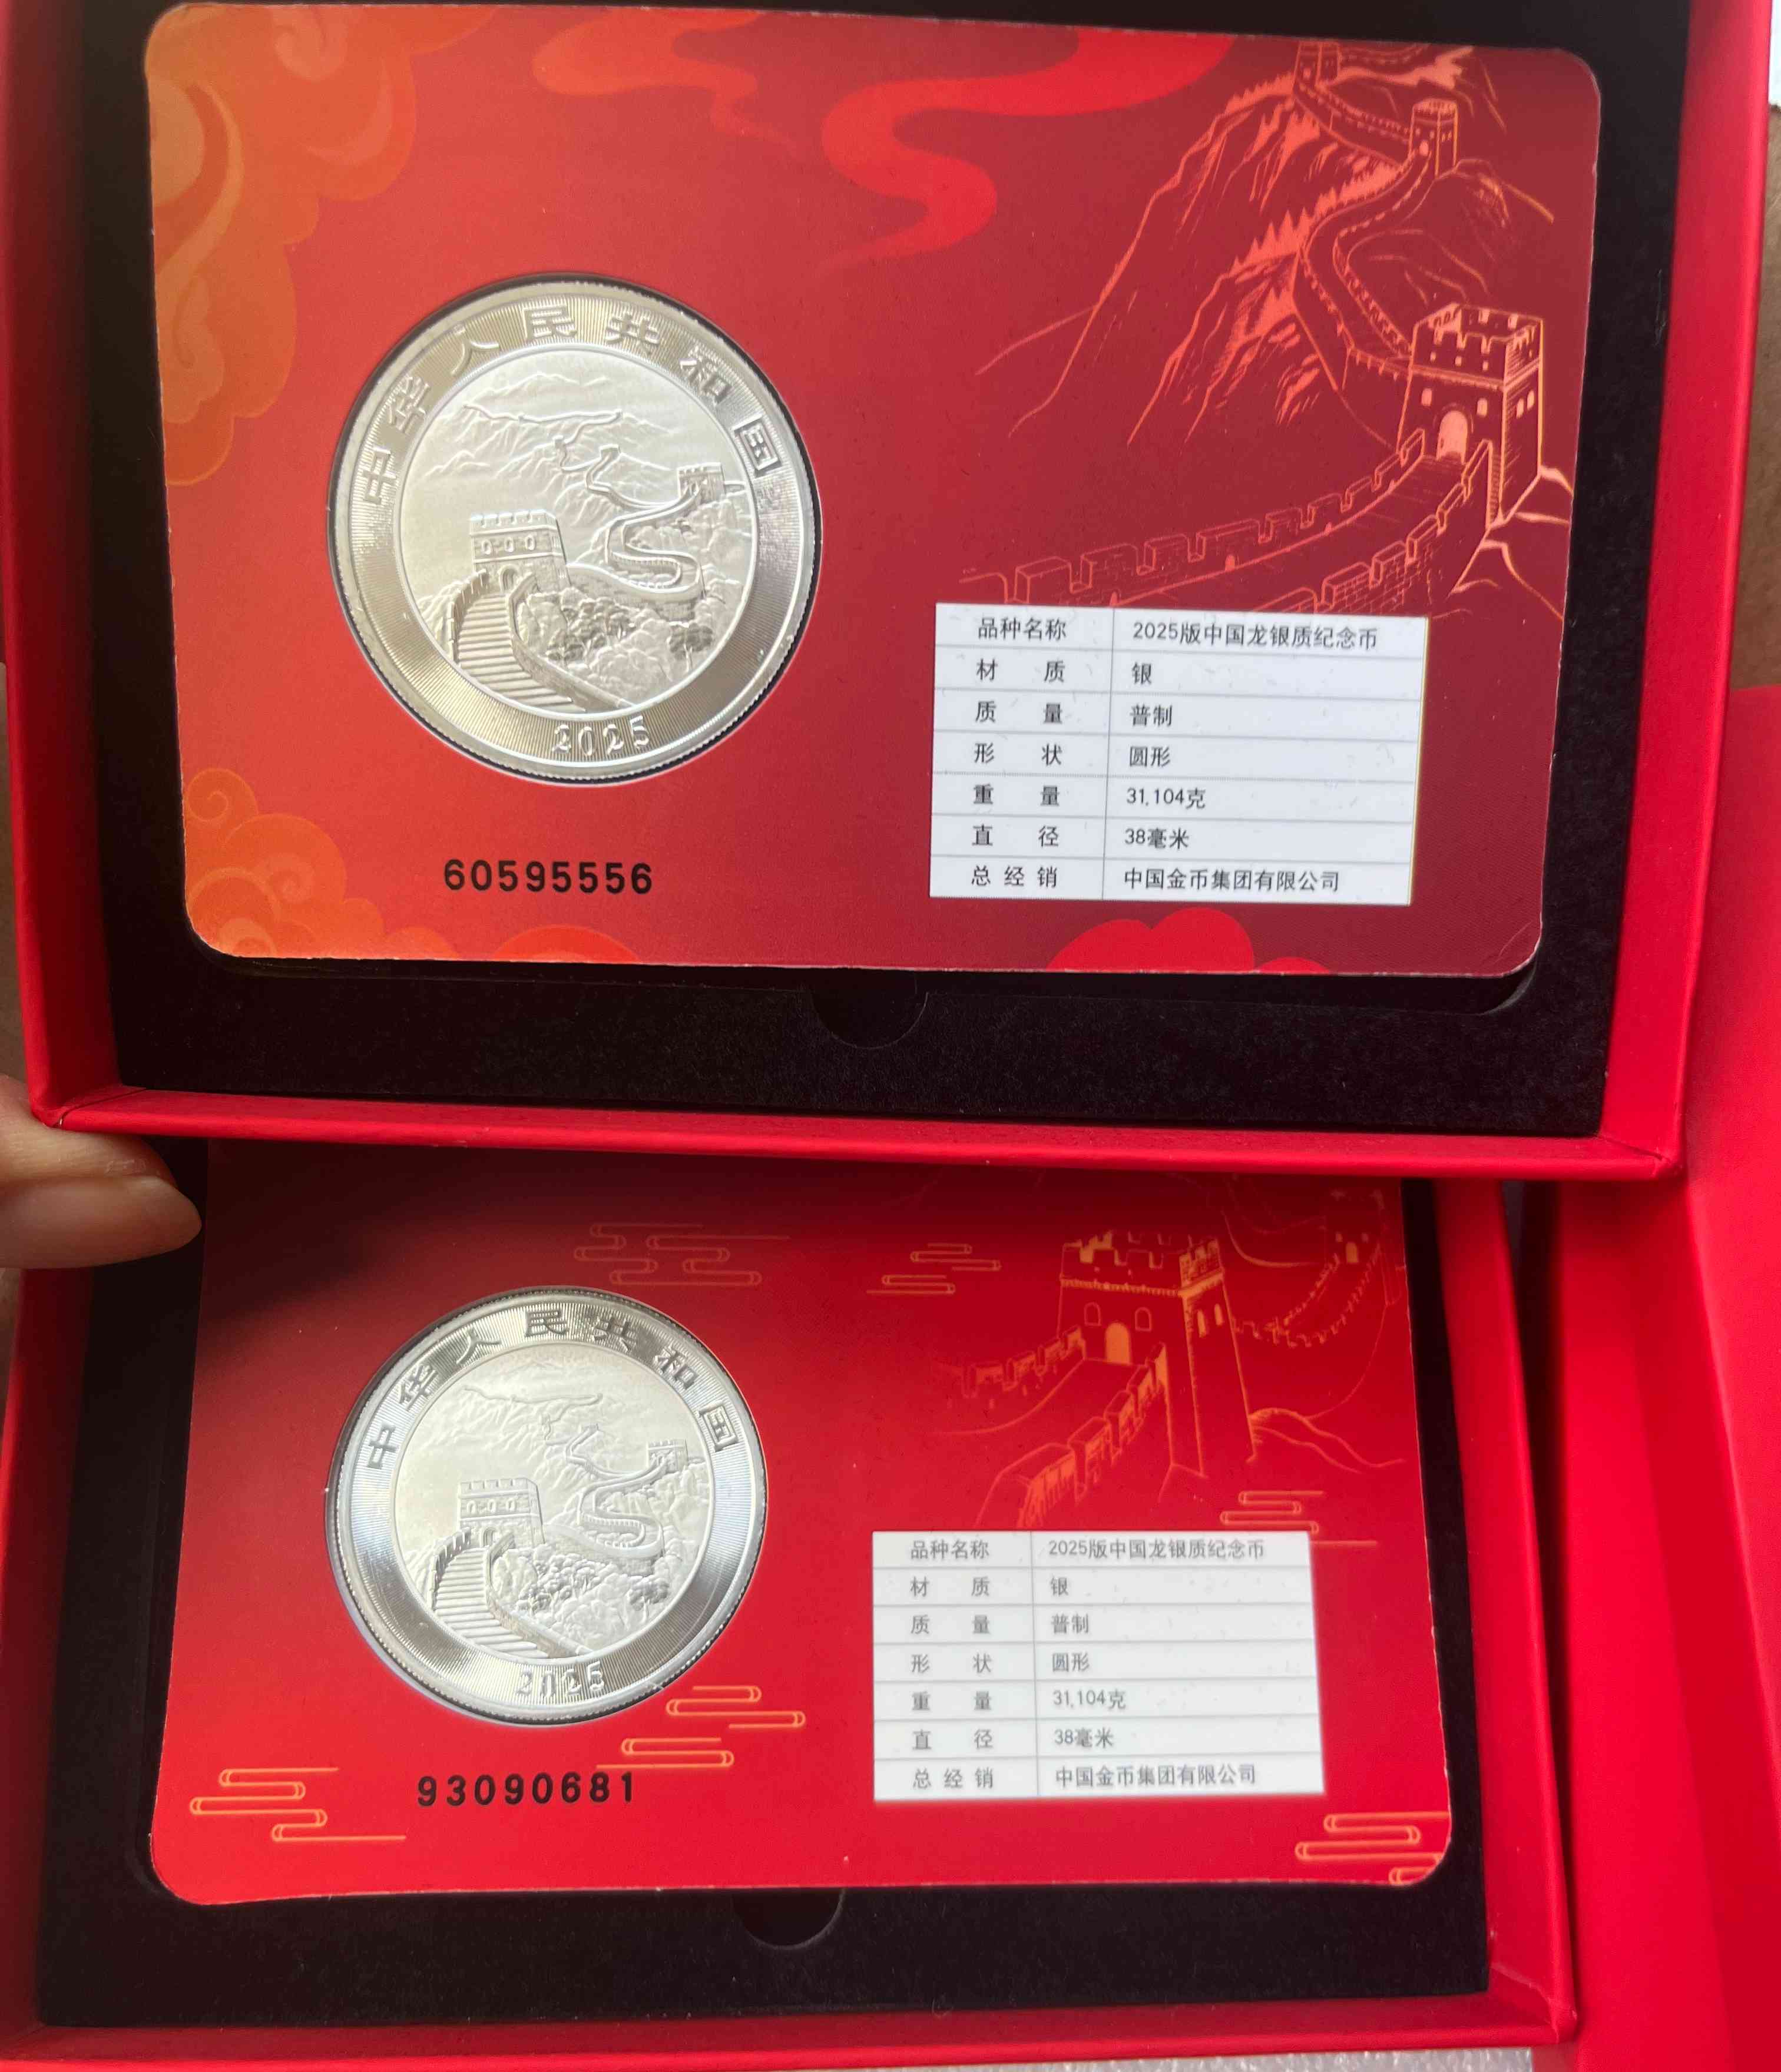 中华人民共和国
2025
60595556
品种名称 2025版中国龙银质纪念币
材 质 银
质 量 普制
形 状 圆形
重 量 31.104克
直 径 38毫米
总经销 中国金币集团有限公司
中华人民共和国
2025
93090681
品种名称 2025版中国龙银质纪念币
材 质 银
质 量 普制
形 状 圆形
重 量 31.104克
直 径 38毫米
总经销 中国金币集团有限公司